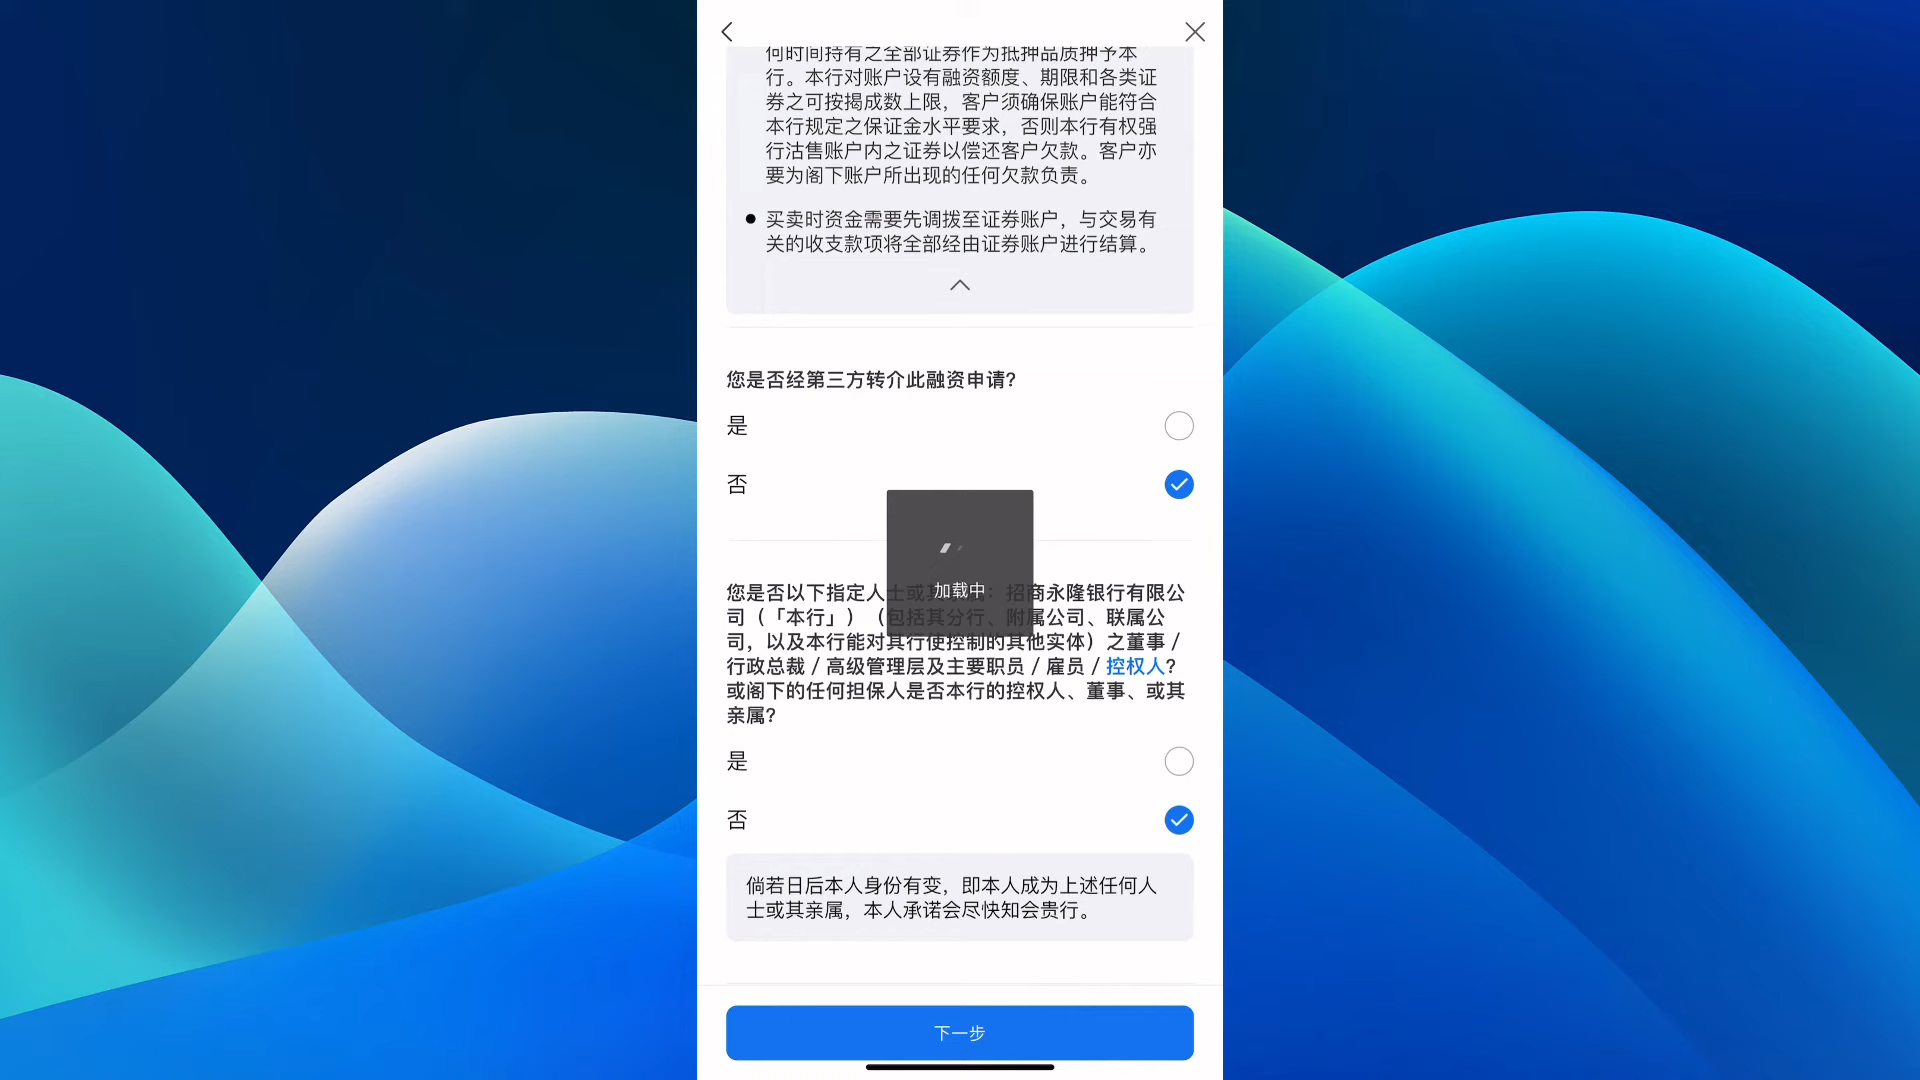 何时间持有之全部证券作为抵押品质押予本
行。本行对账户设有融资额度、期限和各类证
券之可按揭成数上限，客户须确保账户能符合
本行规定之保证金水平要求，否则本行有权强
行沽售账户内之证券以偿还客户欠款。客户亦
要为阁下账户所出现的任何欠款负责。
买卖时资金需要先调拨至证券账户，与交易有
关的收支款项将全部经由证券账户进行结算。
您是否经第三方转介此融资申请？
是
否
加载中
您是否以下指定人士或其 ：招商永隆银行有限公
司（「本行」）（包括其分行、附属公司、联属公
司，以及本行能对其行使控制的其他实体）之董事 /
行政总裁 / 高级管理层及主要职员 / 雇员 / 控权人？
或阁下的任何担保人是否本行的控权人、董事、或其
亲属？
是
否
倘若日后本人身份有变，即本人成为上述任何人
士或其亲属，本人承诺会尽快知会贵行。
下一步